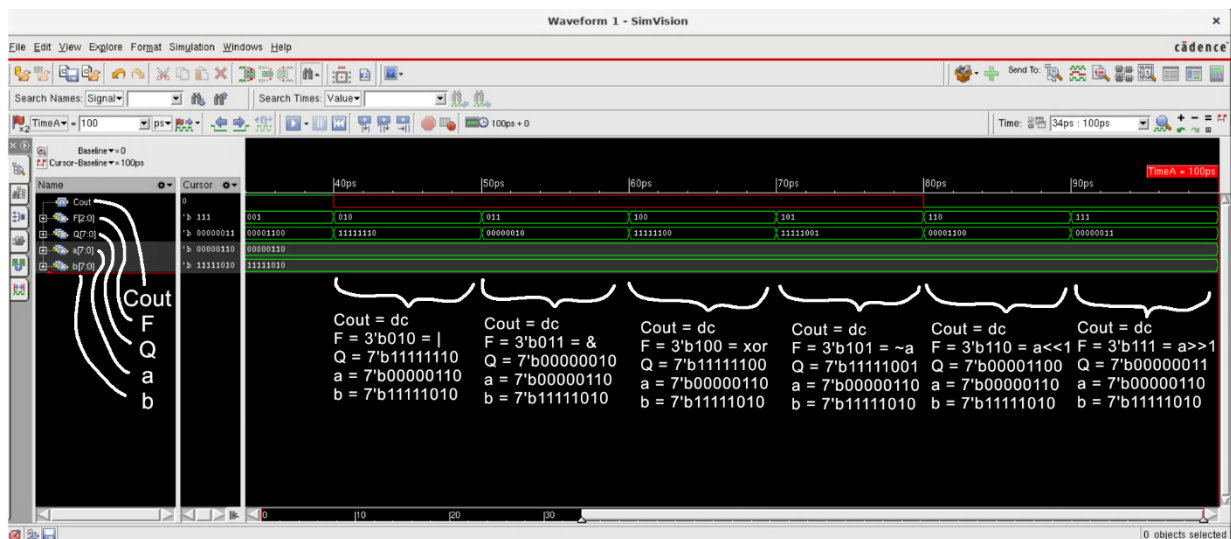 Waveform 1 - SimVision
File Edit View Explore Format Simulation Windows Help
cādence
Send To:
Search Names: Signal
Search Times: Value
x2 TimeA = 100 ps
100ps + 0
Time: 34ps : 100ps
Baseline = 0
Cursor-Baseline = 100ps
TimeA = 100ps
Name Cursor 40ps 50ps 60ps 70ps 80ps 90ps
Cout 0
F[2:0] 'b 111 001 010 011 100 101 110 111
Q[7:0] 'b 00000011 00001100 11111110 00000010 11111100 11111001 00001100 00000011
a[7:0] 'b 00000110 00000110
b[7:0] 'b 11111010 11111010
Cout
F
Q
a
b
Cout = dc
F = 3'b010 = |
Q = 7'b11111110
a = 7'b00000110
b = 7'b11111010
Cout = dc
F = 3'b011 = &
Q = 7'b00000010
a = 7'b00000110
b = 7'b11111010
Cout = dc
F = 3'b100 = xor
Q = 7'b11111100
a = 7'b00000110
b = 7'b11111010
Cout = dc
F = 3'b101 = ~a
Q = 7'b11111001
a = 7'b00000110
b = 7'b11111010
Cout = dc
F = 3'b110 = a<<1
Q = 7'b00001100
a = 7'b00000110
b = 7'b11111010
Cout = dc
F = 3'b111 = a>>1
Q = 7'b00000011
a = 7'b00000110
b = 7'b11111010
0 10 20 30
0 objects selected